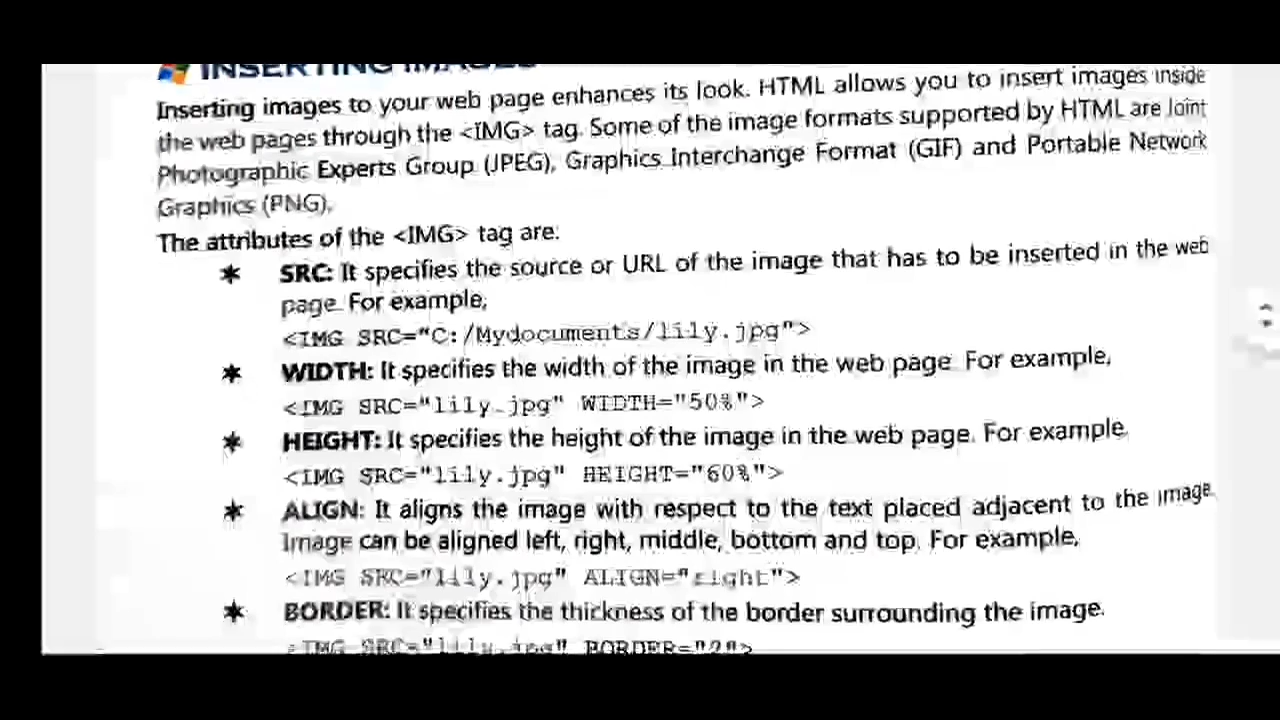 INSERTING IMAGES
Inserting images to your web page enhances its look. HTML allows you to insert images inside
the web pages through the <IMG> tag. Some of the image formats supported by HTML are Joint
Photographic Experts Group (JPEG), Graphics Interchange Format (GIF) and Portable Network
Graphics (PNG).
The attributes of the <IMG> tag are:
* SRC: It specifies the source or URL of the image that has to be inserted in the web
page. For example,
<IMG SRC="C:/Mydocuments/lily.jpg">
* WIDTH: It specifies the width of the image in the web page. For example,
<IMG SRC="lily.jpg" WIDTH="50%">
* HEIGHT: It specifies the height of the image in the web page. For example,
<IMG SRC="lily.jpg" HEIGHT="60%">
* ALIGN: It aligns the image with respect to the text placed adjacent to the image.
Image can be aligned left, right, middle, bottom and top. For example,
<IMG SRC="lily.jpg" ALIGN="right">
* BORDER: It specifies the thickness of the border surrounding the image.
<IMG SRC="lily.jpg" BORDER="2">